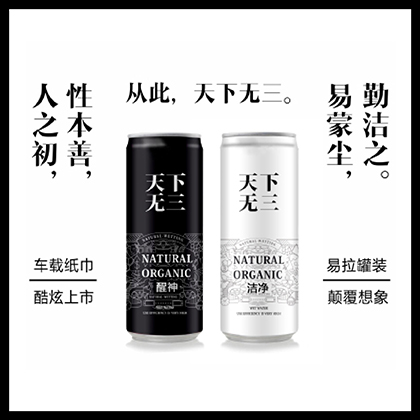 从此，天下无三。
人之初，
性本善，
易蒙尘，
勤洁之。
车载纸巾
酷炫上市
易拉罐装
颠覆想象
天下
无三
NATURAL
ORGANIC
醒神
天下
无三
NATURAL
ORGANIC
洁净